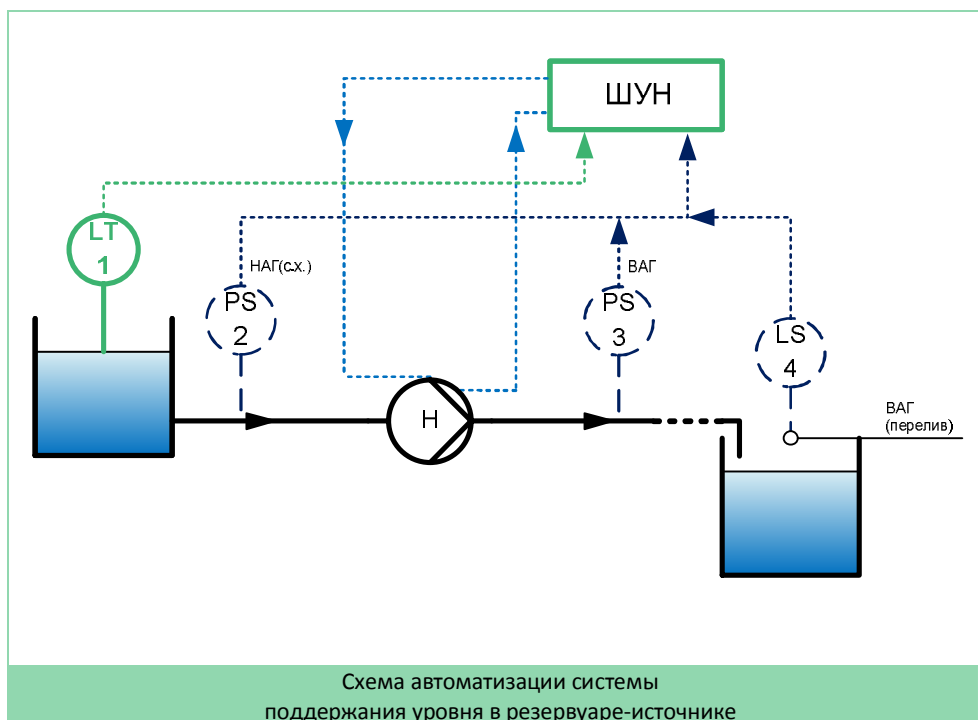 ШУН
LT
1
НАГ(с.х.)
PS
2
ВАГ
PS
3
LS
4
Н
ВАГ
(перелив)
Схема автоматизации системы
поддержания уровня в резервуаре-источнике